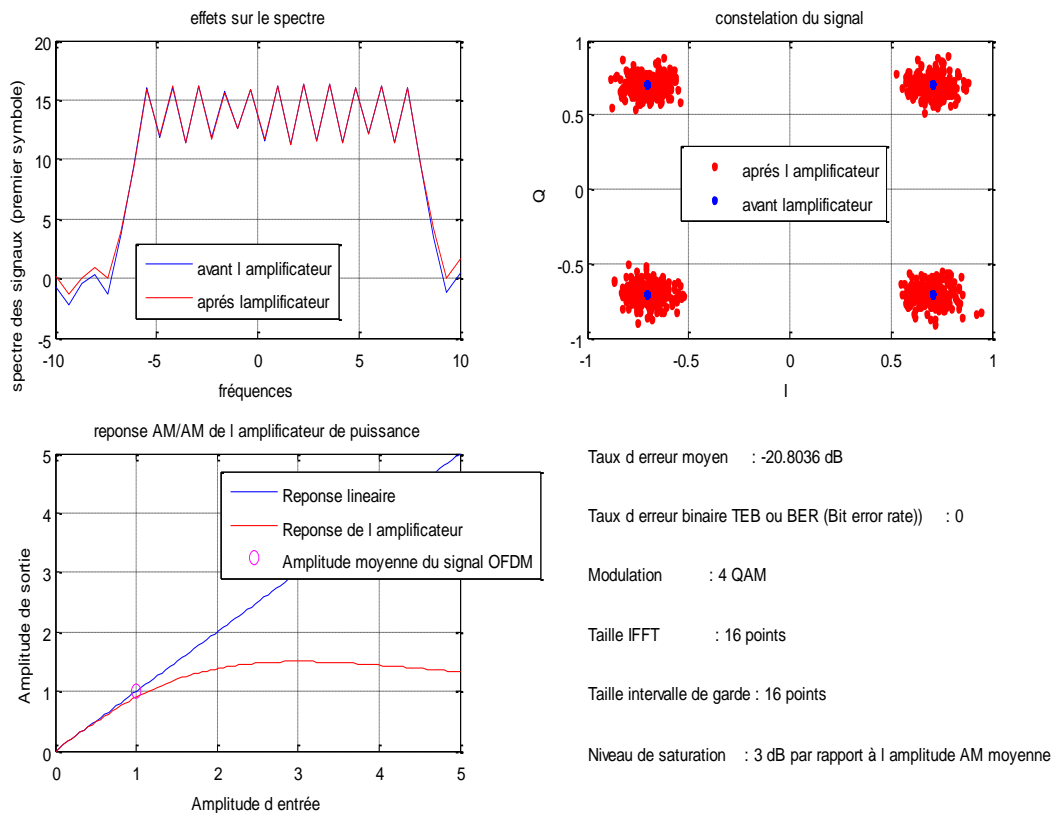 effets sur le spectre
20
15
10
5
0
-5
-10
-5
0
5
10
spectre des signaux (premier symbole)
fréquences
avant l amplificateur
aprés lamplificateur
constelation du signal
1
0.5
0
-0.5
-1
-1
-0.5
0
0.5
1
Q
I
aprés l amplificateur
avant lamplificateur
reponse AM/AM de l amplificateur de puissance
5
4
3
2
1
0
0
1
2
3
4
5
Amplitude de sortie
Amplitude d entrée
Reponse lineaire
Reponse de l amplificateur
Amplitude moyenne du signal OFDM
Taux d erreur moyen : -20.8036 dB
Taux d erreur binaire TEB ou BER (Bit error rate)) : 0
Modulation : 4 QAM
Taille IFFT : 16 points
Taille intervalle de garde : 16 points
Niveau de saturation : 3 dB par rapport à l amplitude AM moyenne